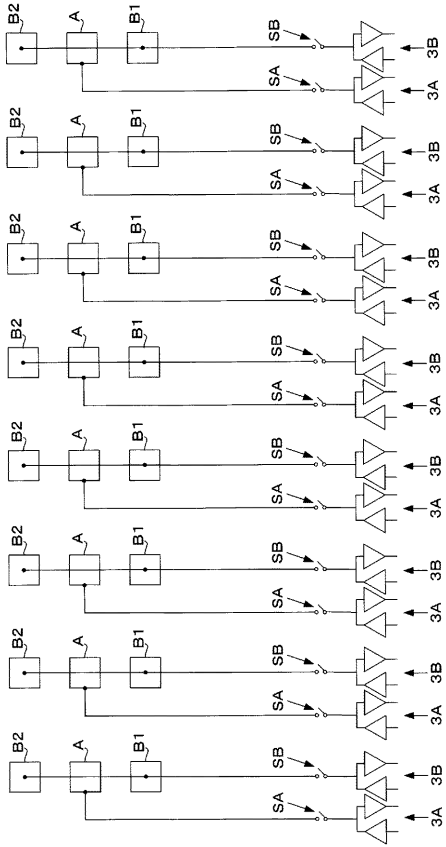 B2 B2 B2 B2 B2 B2 B2 B2
A A A A A A A A
B1 B1 B1 B1 B1 B1 B1 B1
SA SB SA SB SA SB SA SB SA SB SA SB SA SB SA SB
3A 3B 3A 3B 3A 3B 3A 3B 3A 3B 3A 3B 3A 3B 3A 3B